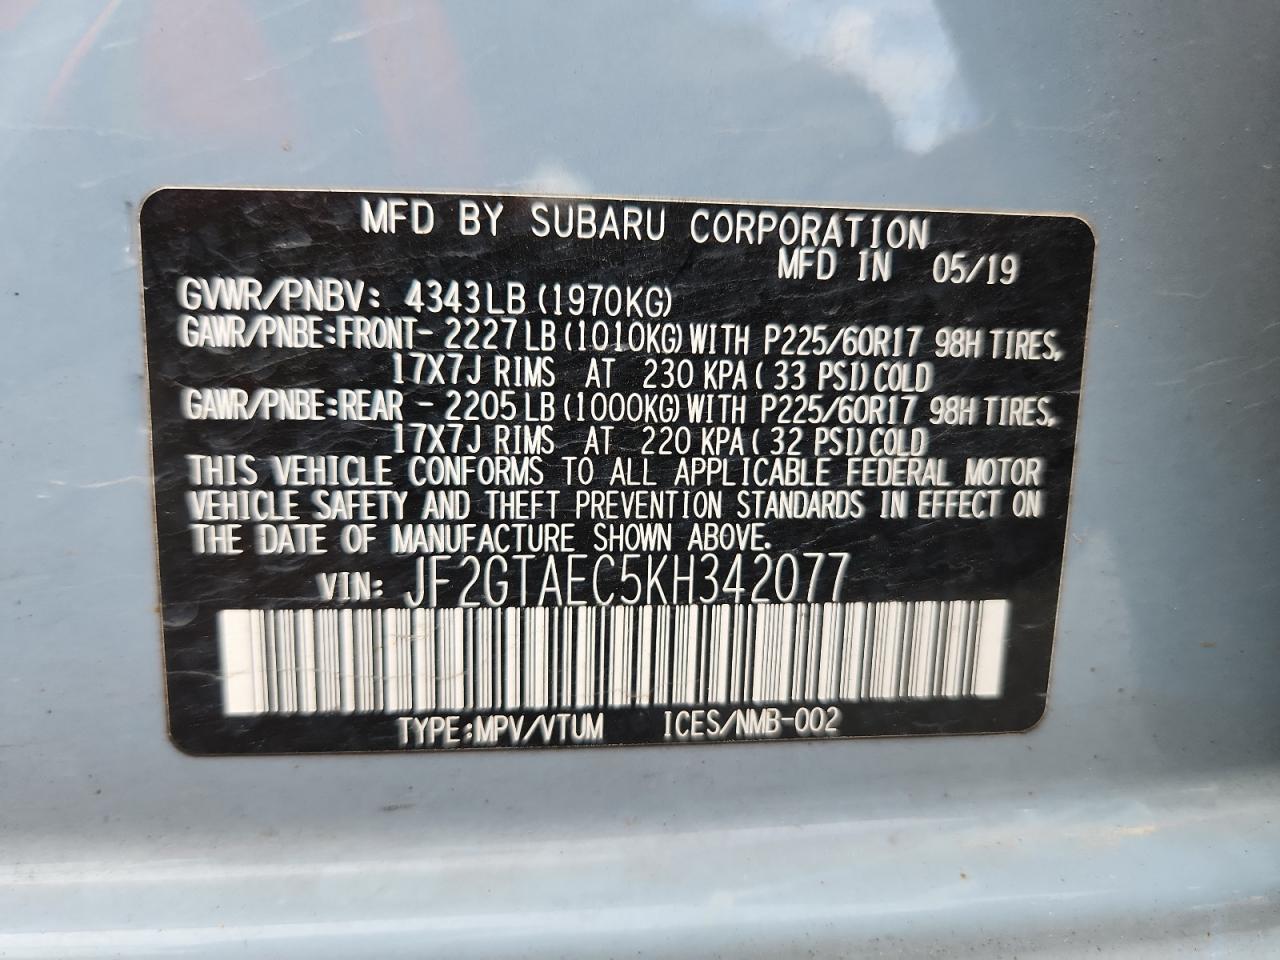 MFD BY SUBARU CORPORATION
MFD IN 05/19
GVWR/PNBV: 4343LB (1970KG)
GAWR/PNBE:FRONT- 2227LB (1010KG) WITH P225/60R17 98H TIRES,
17X7J RIMS AT 230 KPA( 33 PSI) COLD
GAWR/PNBE:REAR - 2205LB (1000KG) WITH P225/60R17 98H TIRES,
17X7J RIMS AT 220 KPA( 32 PSI) COLD
THIS VEHICLE CONFORMS TO ALL APPLICABLE FEDERAL MOTOR
VEHICLE SAFETY AND THEFT PREVENTION STANDARDS IN EFFECT ON
THE DATE OF MANUFACTURE SHOWN ABOVE.
VIN: JF2GTAEC5KH342077
TYPE:MPV/VTUM ICES/NMB-002